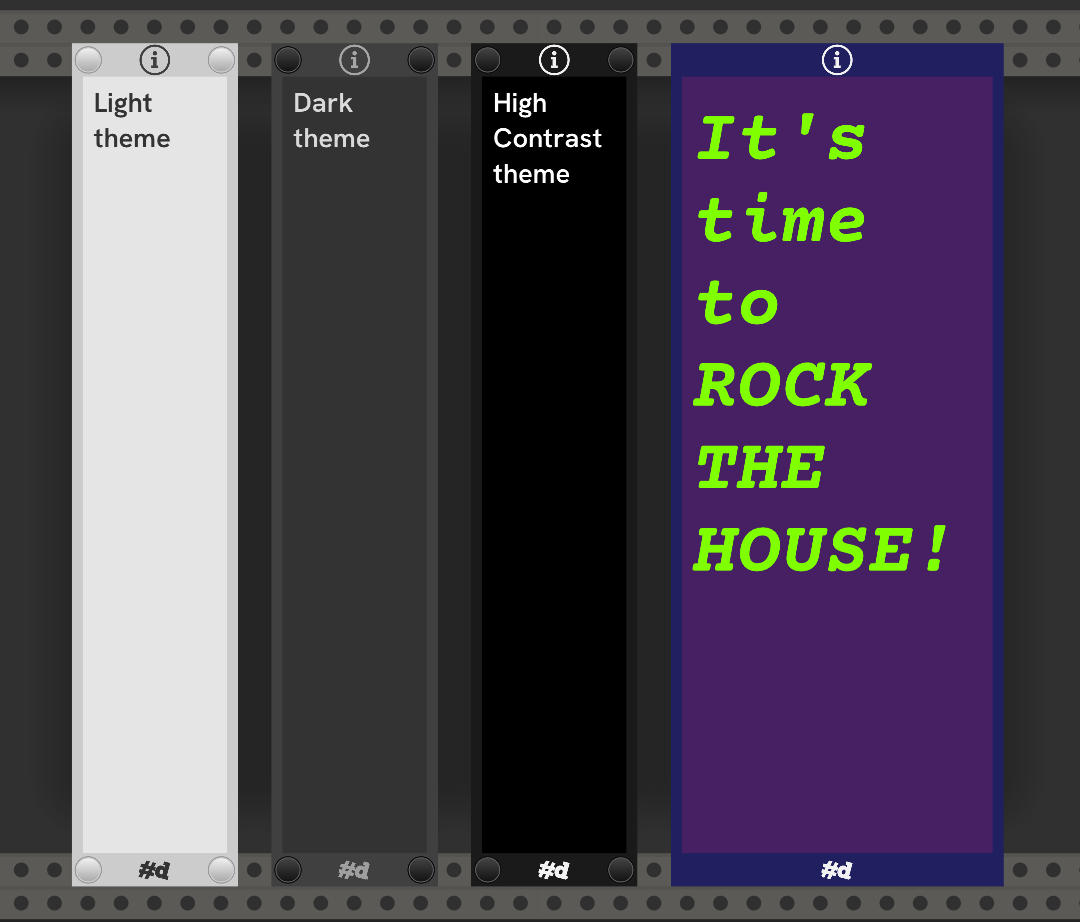 i
Light
theme
#d
i
Dark
theme
#d
i
High
Contrast
theme
#d
i
It's
time
to
ROCK
THE
HOUSE!
#d